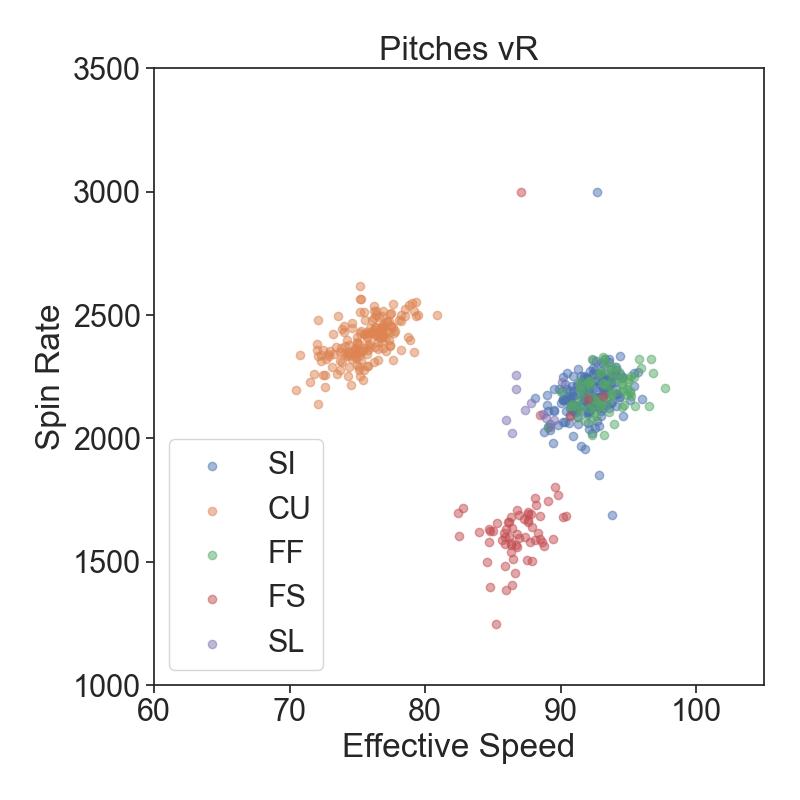 Pitches vR
3500
3000
2500
2000
1500
1000
Spin Rate
SI
CU
FF
FS
SL
60 70 80 90 100
Effective Speed